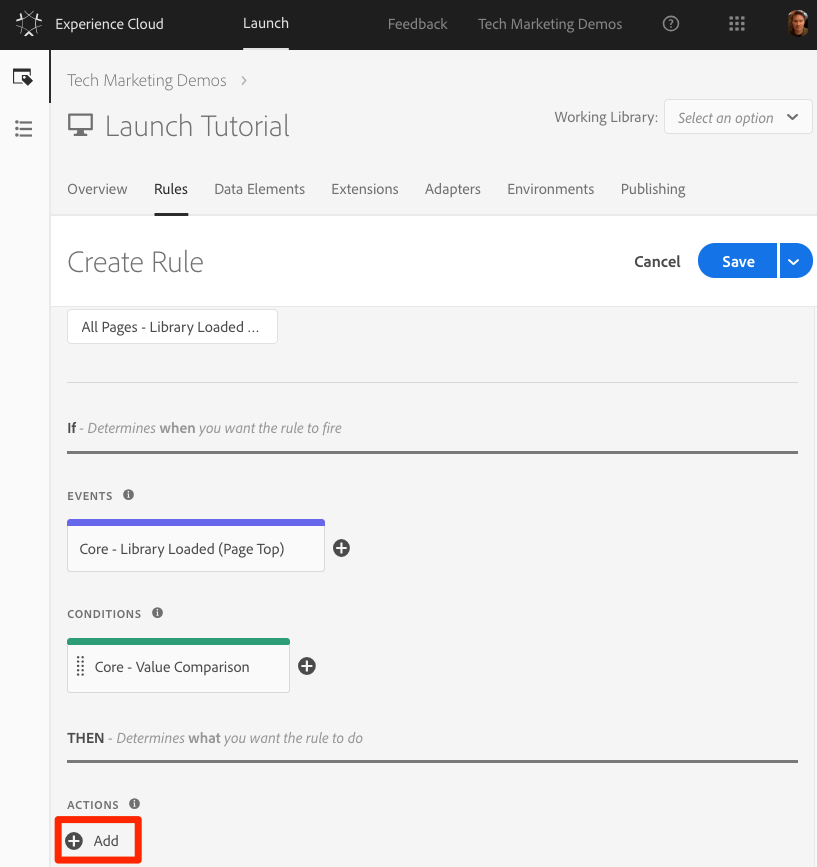 Experience Cloud Launch Feedback Tech Marketing Demos
Tech Marketing Demos
Launch Tutorial
Working Library: Select an option
Overview Rules Data Elements Extensions Adapters Environments Publishing
Create Rule
Cancel Save
All Pages - Library Loaded ...
If - Determines when you want the rule to fire
EVENTS
Core - Library Loaded (Page Top)
CONDITIONS
Core - Value Comparison
THEN - Determines what you want the rule to do
ACTIONS
Add